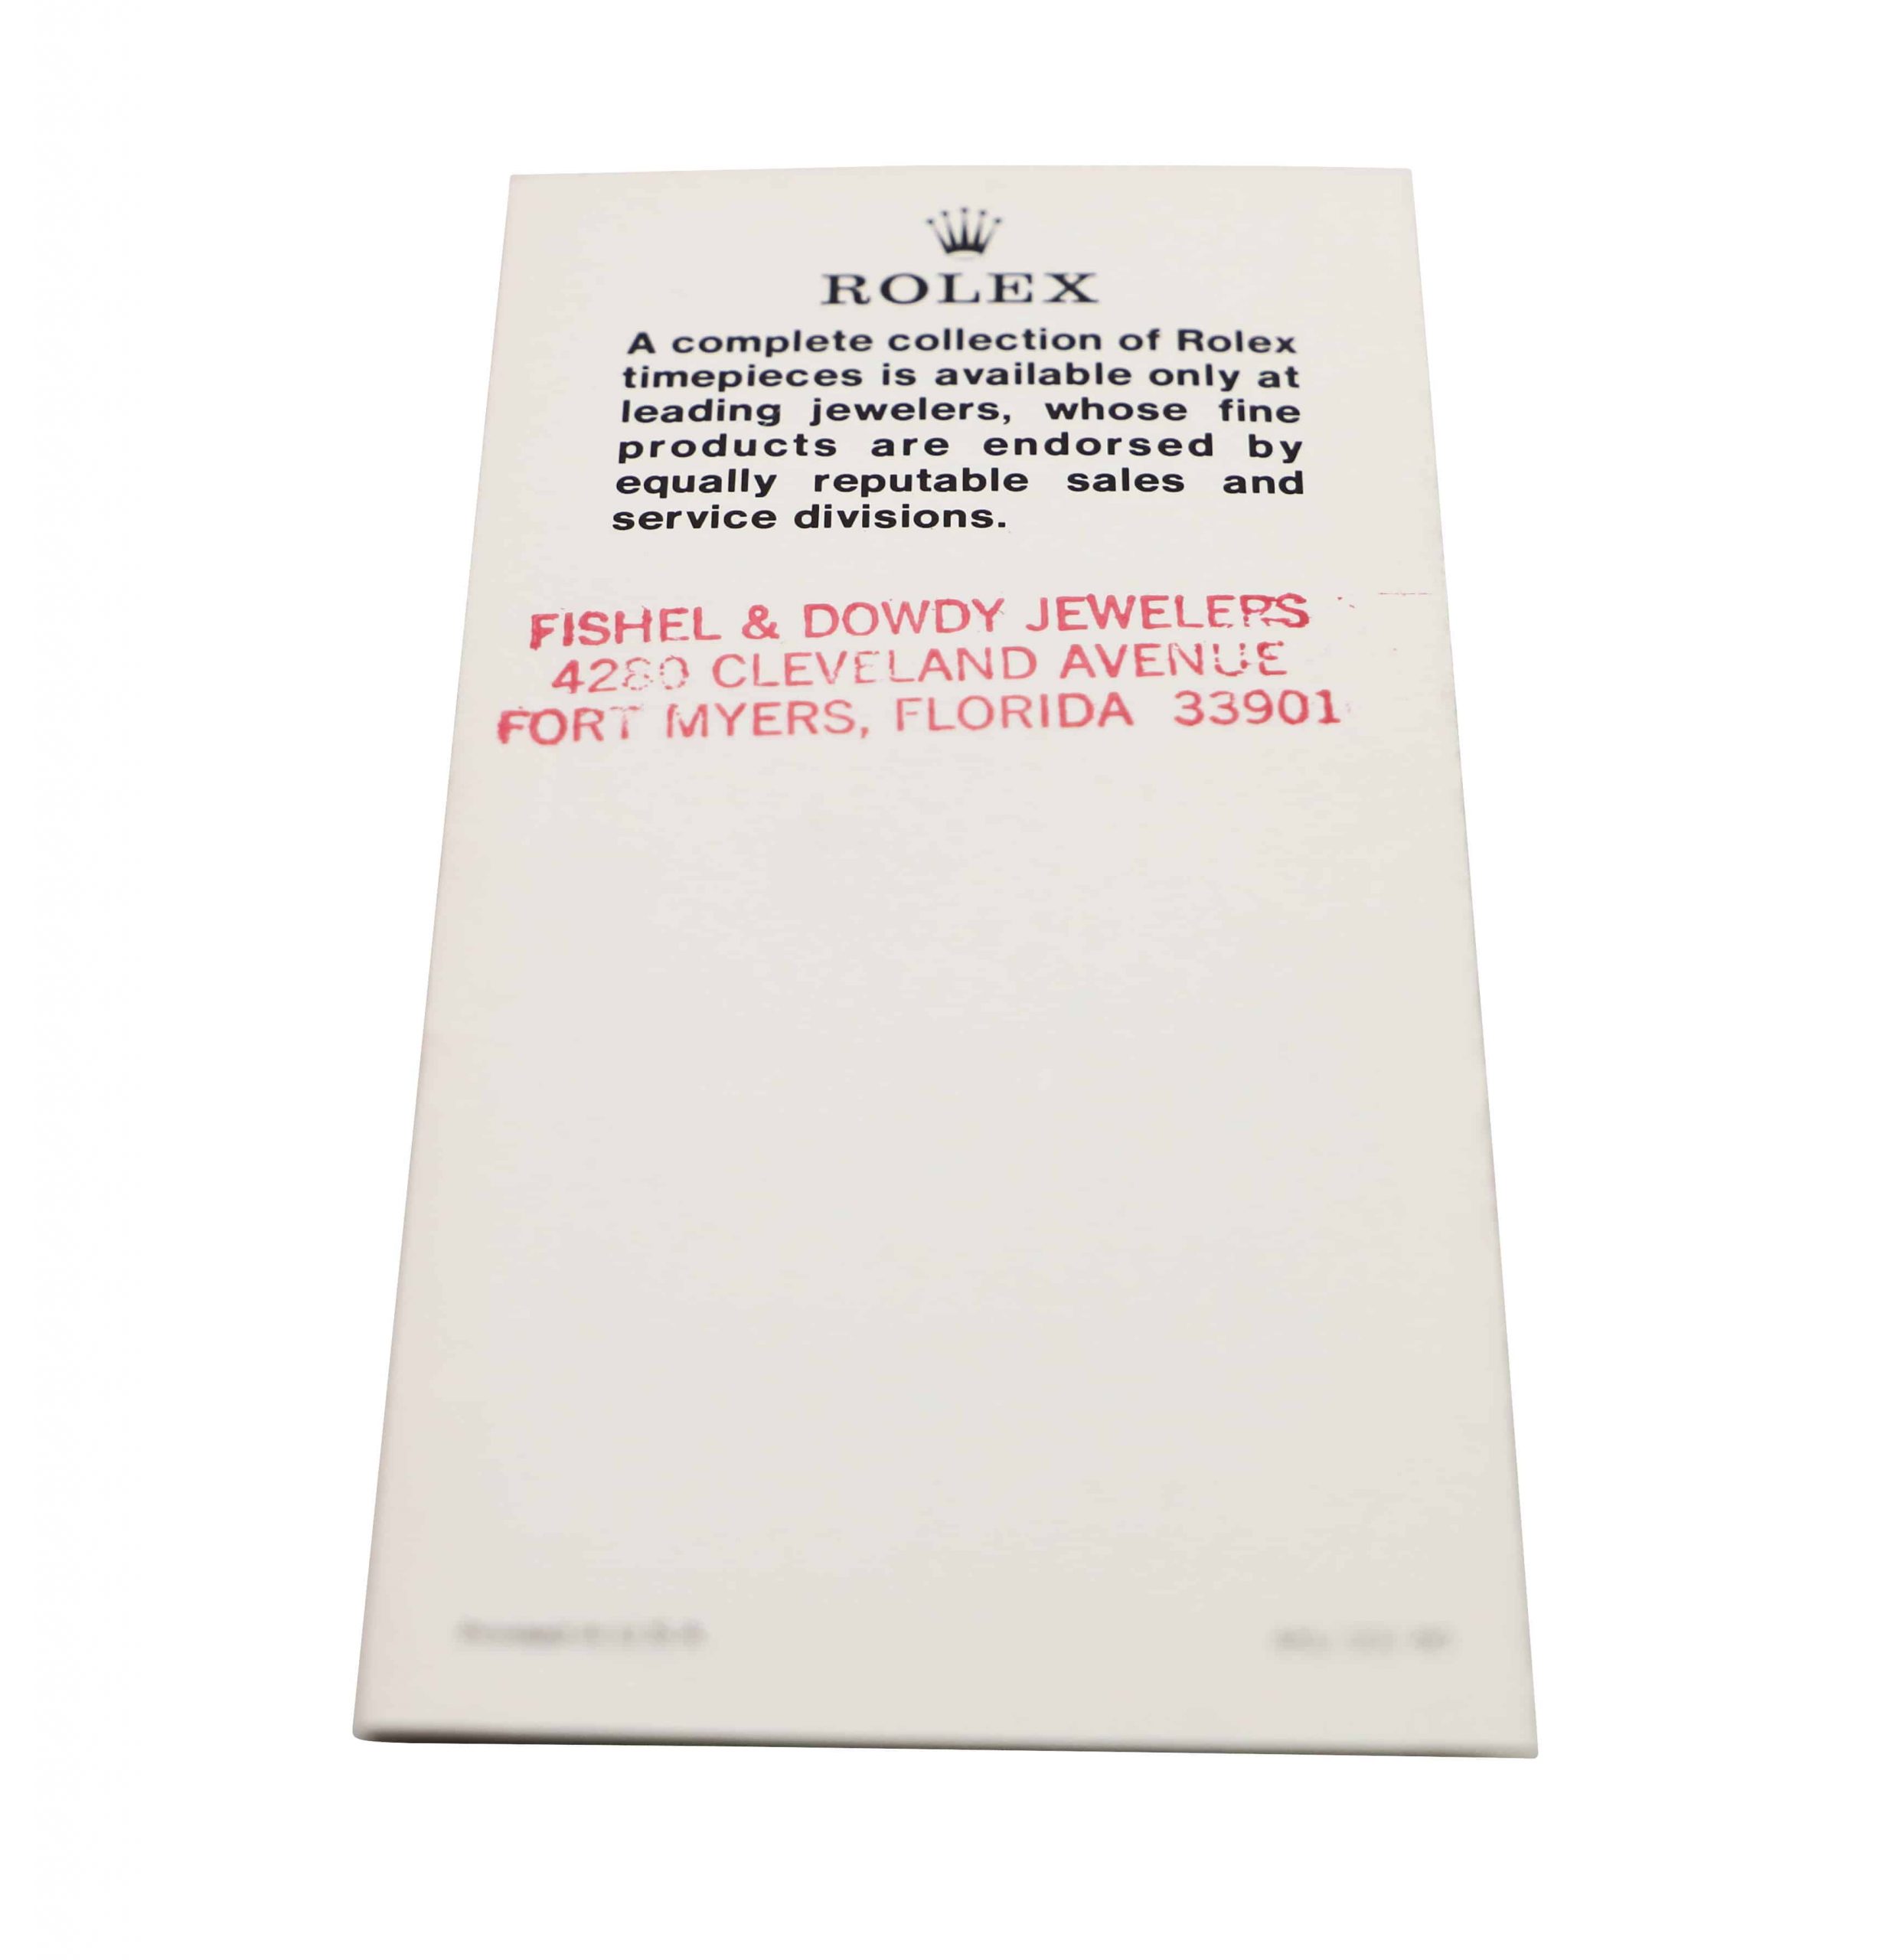 ROLEX
A complete collection of Rolex
timepieces is available only at
leading jewelers, whose fine
products are endorsed by
equally reputable sales and
service divisions.
FISHEL & DOWDY JEWELERS
4280 CLEVELAND AVENUE
FORT MYERS, FLORIDA 33901